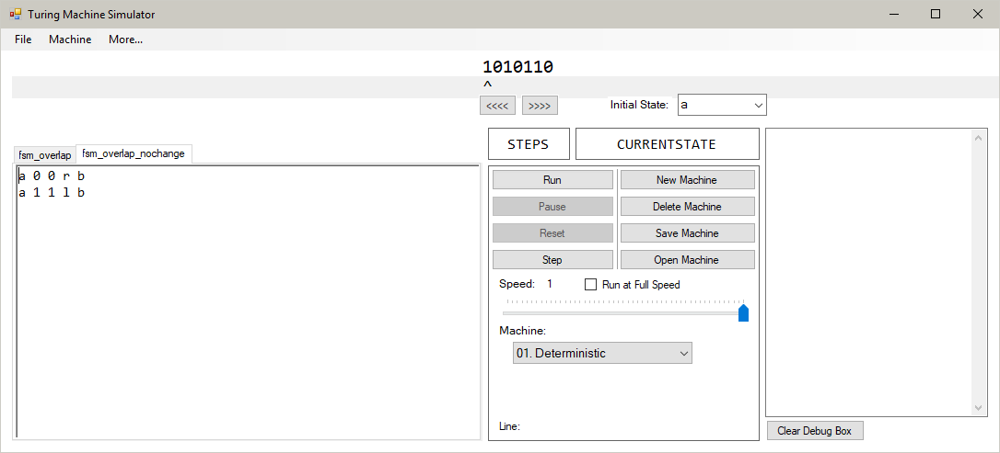 Turing Machine Simulator
File Machine More...
1010110
^
<<<< >>>> Initial State: a
fsm_overlap fsm_overlap_nochange
a 0 0 r b
a 1 1 l b
STEPS CURRENTSTATE
Run New Machine
Pause Delete Machine
Reset Save Machine
Step Open Machine
Speed: 1 Run at Full Speed
Machine:
01. Deterministic
Line:
Clear Debug Box